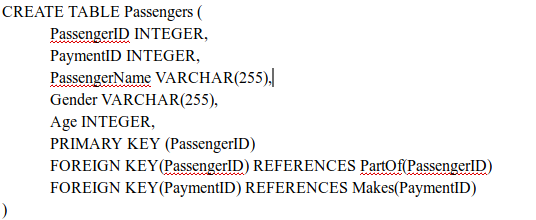 CREATE TABLE Passengers (
PassengerID INTEGER,
PaymentID INTEGER,
PassengerName VARCHAR(255),
Gender VARCHAR(255),
Age INTEGER,
PRIMARY KEY (PassengerID)
FOREIGN KEY(PassengerID) REFERENCES PartOf(PassengerID)
FOREIGN KEY(PaymentID) REFERENCES Makes(PaymentID)
)